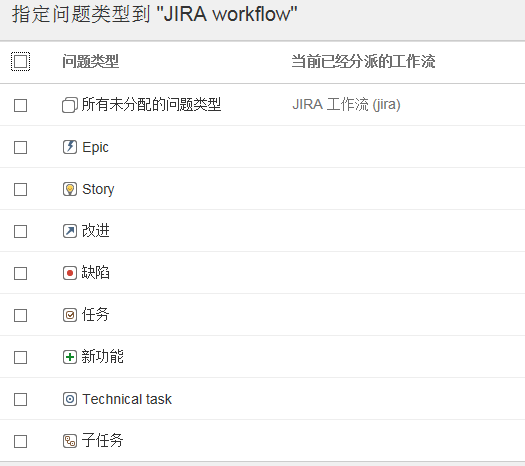 指定问题类型到 "JIRA workflow"
问题类型 当前已经分派的工作流
所有未分配的问题类型 JIRA 工作流 (jira)
Epic
Story
改进
缺陷
任务
新功能
Technical task
子任务